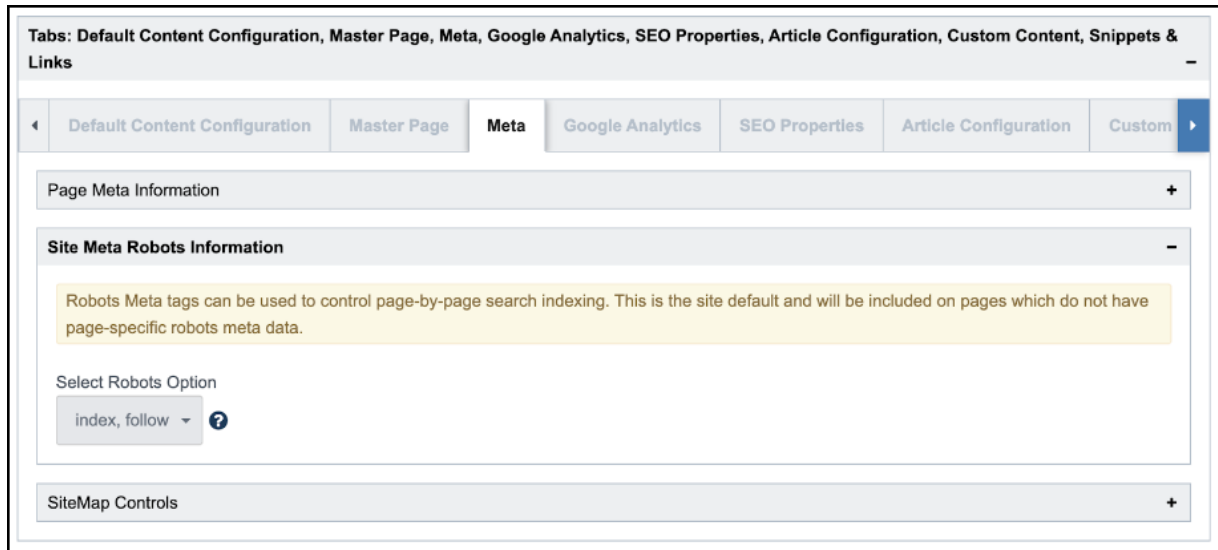 Tabs: Default Content Configuration, Master Page, Meta, Google Analytics, SEO Properties, Article Configuration, Custom Content, Snippets &
Links
Default Content Configuration Master Page Meta Google Analytics SEO Properties Article Configuration Custom
Page Meta Information
Site Meta Robots Information
Robots Meta tags can be used to control page-by-page search indexing. This is the site default and will be included on pages which do not have
page-specific robots meta data.
Select Robots Option
index, follow
SiteMap Controls